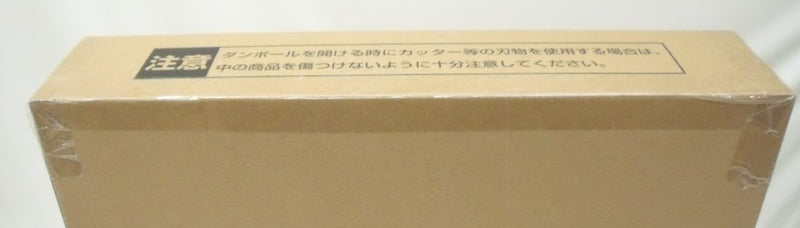 注意
ダンボールを開ける時にカッター等の刃物を使用する場合は、
中の商品を傷つけないように十分注意してください。